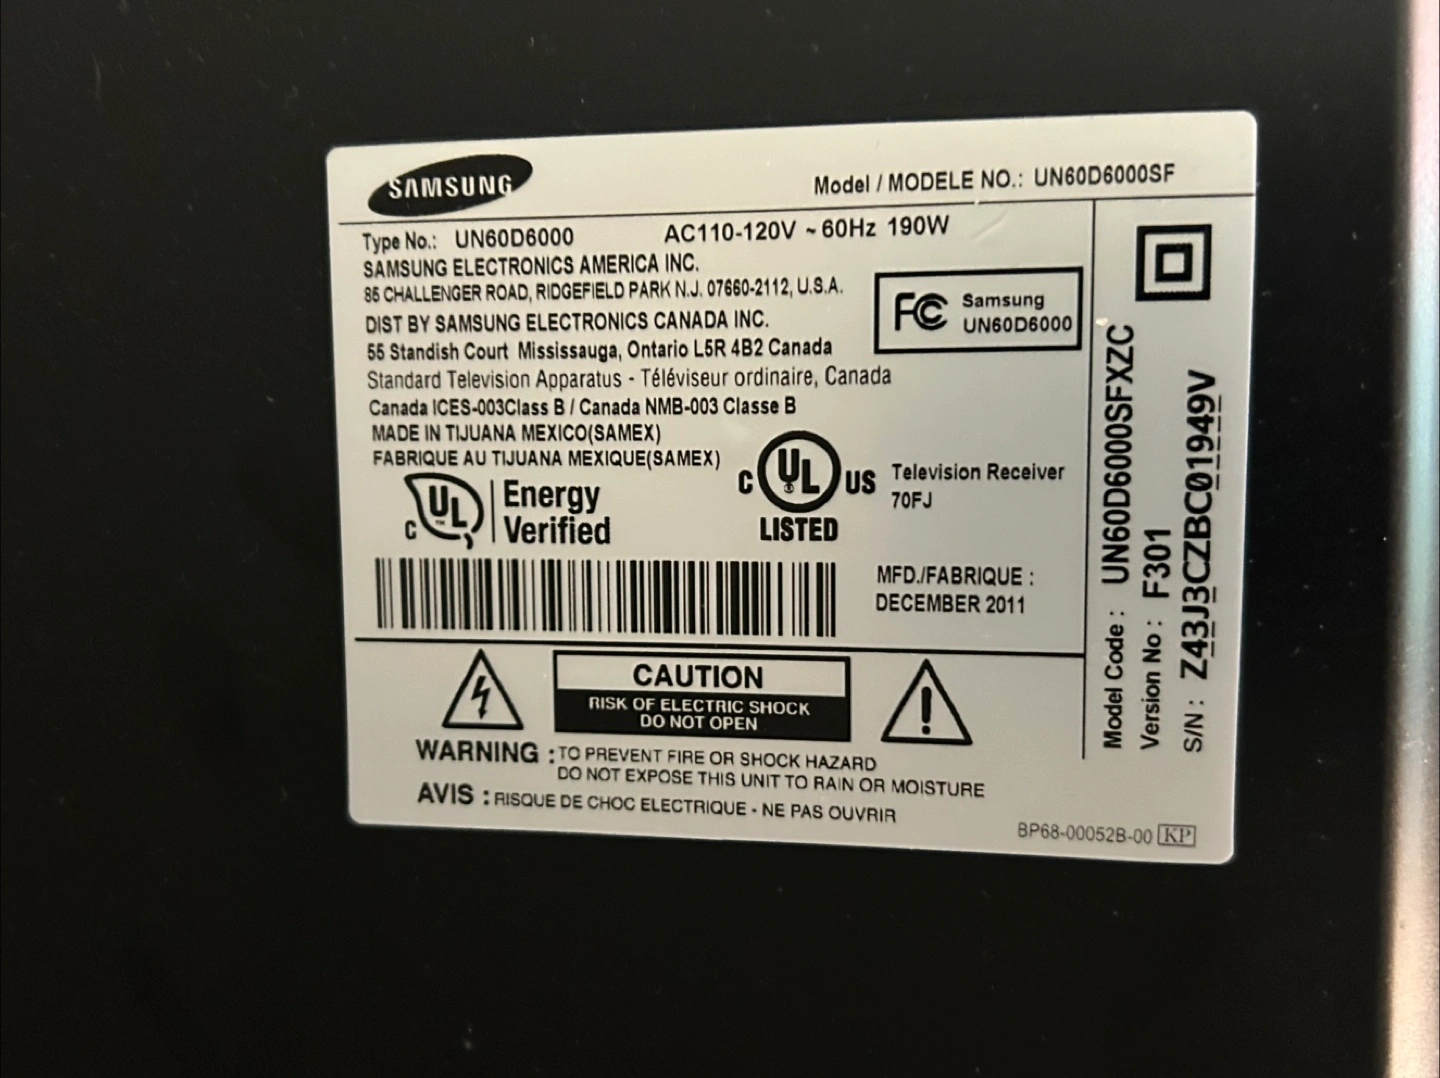 SAMSUNG
Model / MODELE NO.: UN60D6000SF
Type No.: UN60D6000 AC110-120V ~ 60Hz 190W
SAMSUNG ELECTRONICS AMERICA INC.
85 CHALLENGER ROAD, RIDGEFIELD PARK N.J. 07660-2112, U.S.A.
DIST BY SAMSUNG ELECTRONICS CANADA INC.
55 Standish Court Mississauga, Ontario L5R 4B2 Canada
Standard Television Apparatus - Téléviseur ordinaire, Canada
Canada ICES-003Class B / Canada NMB-003 Classe B
MADE IN TIJUANA MEXICO(SAMEX)
FABRIQUE AU TIJUANA MEXIQUE(SAMEX)
FC Samsung
UN60D6000
C UL Energy
Verified
C UL US
LISTED
Television Receiver
70FJ
MFD./FABRIQUE :
DECEMBER 2011
CAUTION
RISK OF ELECTRIC SHOCK
DO NOT OPEN
WARNING : TO PREVENT FIRE OR SHOCK HAZARD
DO NOT EXPOSE THIS UNIT TO RAIN OR MOISTURE
AVIS : RISQUE DE CHOC ELECTRIQUE - NE PAS OUVRIR
Model Code : UN60D6000SFXZC
Version No : F301
S/N : Z43J3CZBC01949V
BP68-00052B-00 KP